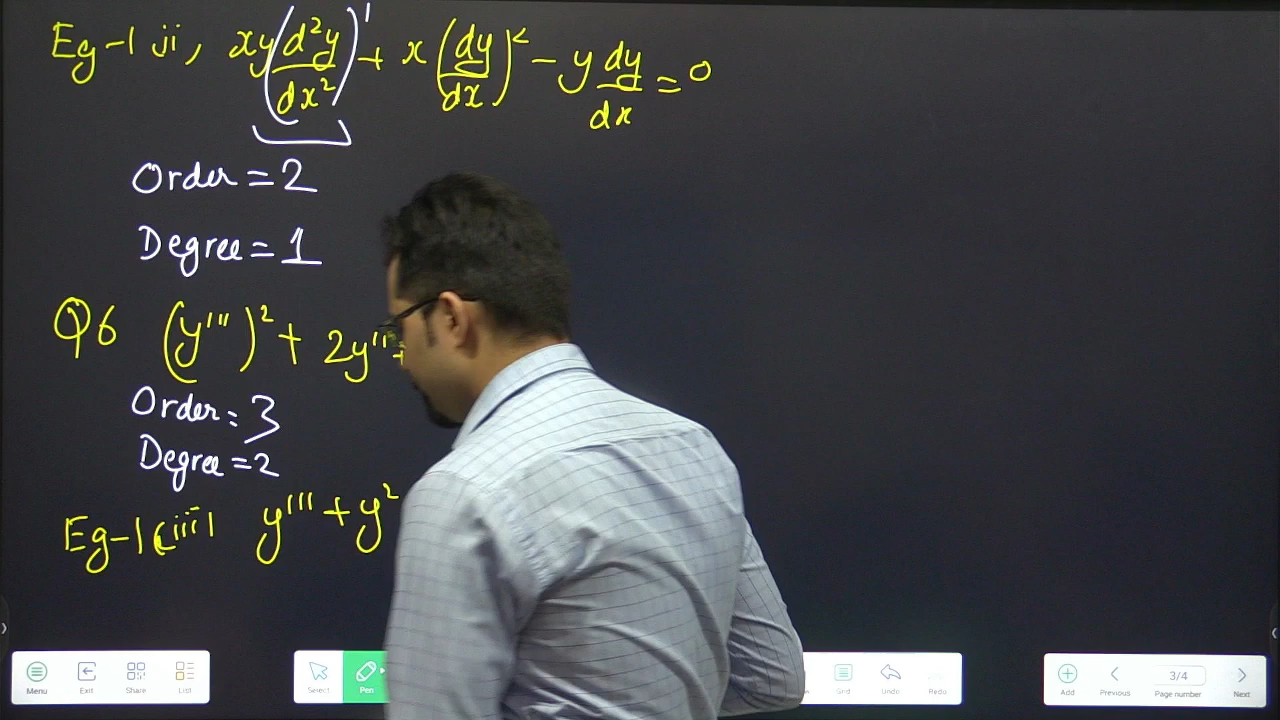 Eg-1 ii, xy(d²y/dx²)¹ + x(dy/dx)² - y dy/dx = 0
Order = 2
Degree = 1
Q6 (y''')² + 2y''+
Order: 3
Degree = 2
Eg-1(iii) y''' + y²
Menu Exit Share List Select Pen Grid Undo Redo Add Previous 3/4 Page number Next